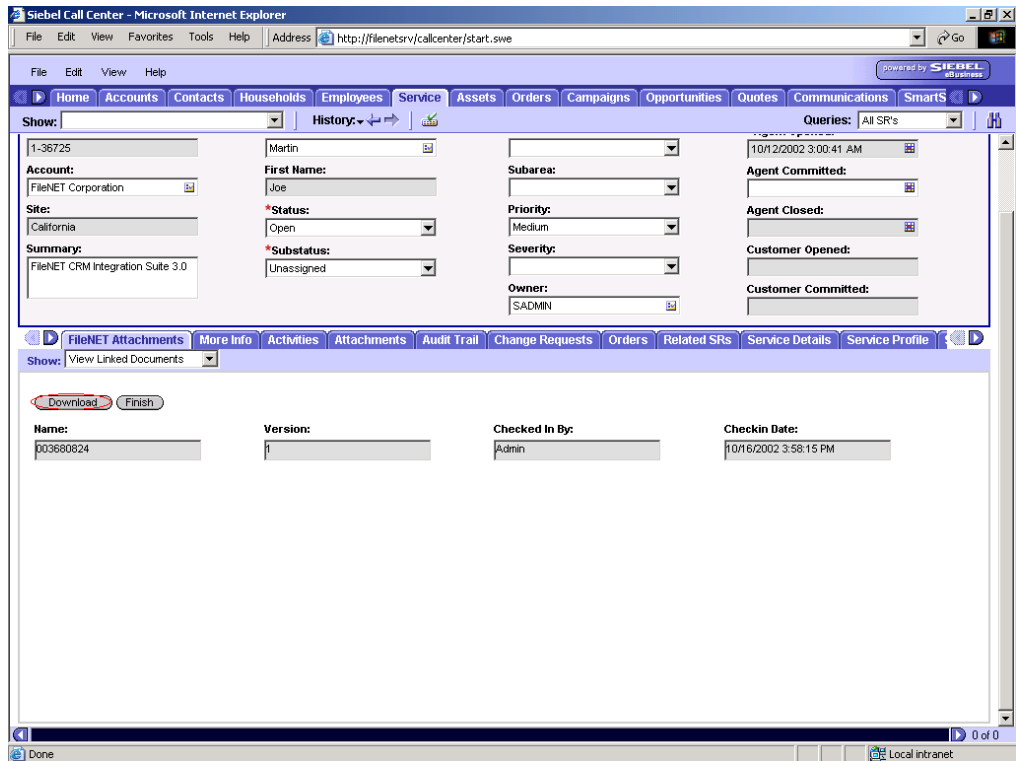 Siebel Call Center - Microsoft Internet Explorer
File Edit View Favorites Tools Help Address http://filenetsrv/callcenter/start.swe Go
File Edit View Help powered by SIEBEL eBusiness
Home Accounts Contacts Households Employees Service Assets Orders Campaigns Opportunities Quotes Communications SmartS
Show: History: Queries: All SR's
Agent Opened:
1-36725 Martin 10/12/2002 3:00:41 AM
Account: First Name: Subarea: Agent Committed:
FileNET Corporation Joe
Site: *Status: Priority: Agent Closed:
California Open Medium
Summary: *Substatus: Severity: Customer Opened:
FileNET CRM Integration Suite 3.0 Unassigned
Owner: Customer Committed:
SADMIN
FileNET Attachments More Info Activities Attachments Audit Trail Change Requests Orders Related SRs Service Details Service Profile
Show: View Linked Documents
Download Finish
Name: Version: Checked In By: Checkin Date:
003680824 1 Admin 10/16/2002 3:58:15 PM
0 of 0
Done Local intranet